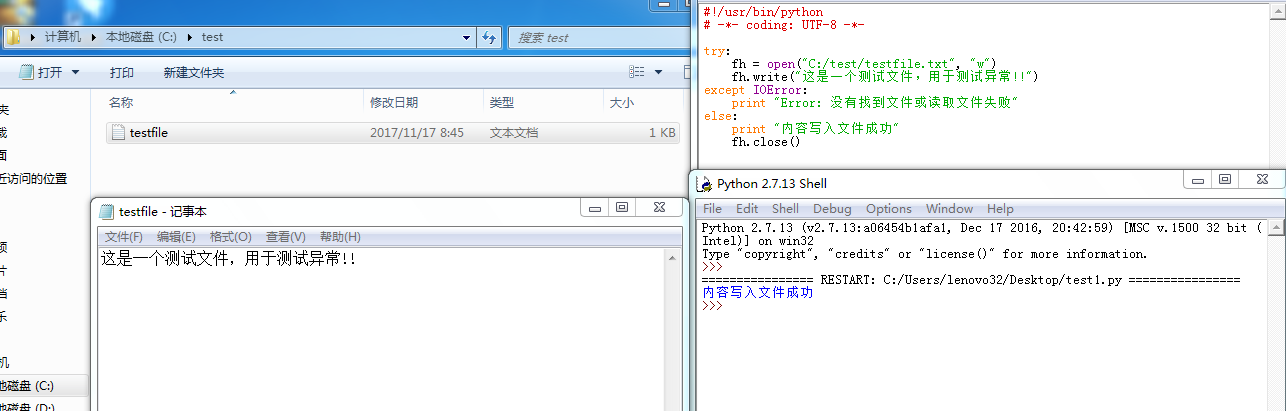 计算机 本地磁盘 (C:) test
搜索 test
打开 打印 新建文件夹
名称 修改日期 类型 大小
testfile 2017/11/17 8:45 文本文档 1 KB
夹
载
面
近访问的位置
频
片
档
乐
机
地磁盘 (C:)
地磁盘 (D:)
testfile - 记事本
文件(F) 编辑(E) 格式(O) 查看(V) 帮助(H)
这是一个测试文件，用于测试异常!!
#!/usr/bin/python
# -*- coding: UTF-8 -*-
try:
    fh = open("C:/test/testfile.txt", "w")
    fh.write("这是一个测试文件，用于测试异常!!")
except IOError:
    print "Error: 没有找到文件或读取文件失败"
else:
    print "内容写入文件成功"
    fh.close()
Python 2.7.13 Shell
File Edit Shell Debug Options Window Help
Python 2.7.13 (v2.7.13:a06454b1afa1, Dec 17 2016, 20:42:59) [MSC v.1500 32 bit (
Intel)] on win32
Type "copyright", "credits" or "license()" for more information.
>>>
================ RESTART: C:/Users/lenovo32/Desktop/test1.py ================
内容写入文件成功
>>>